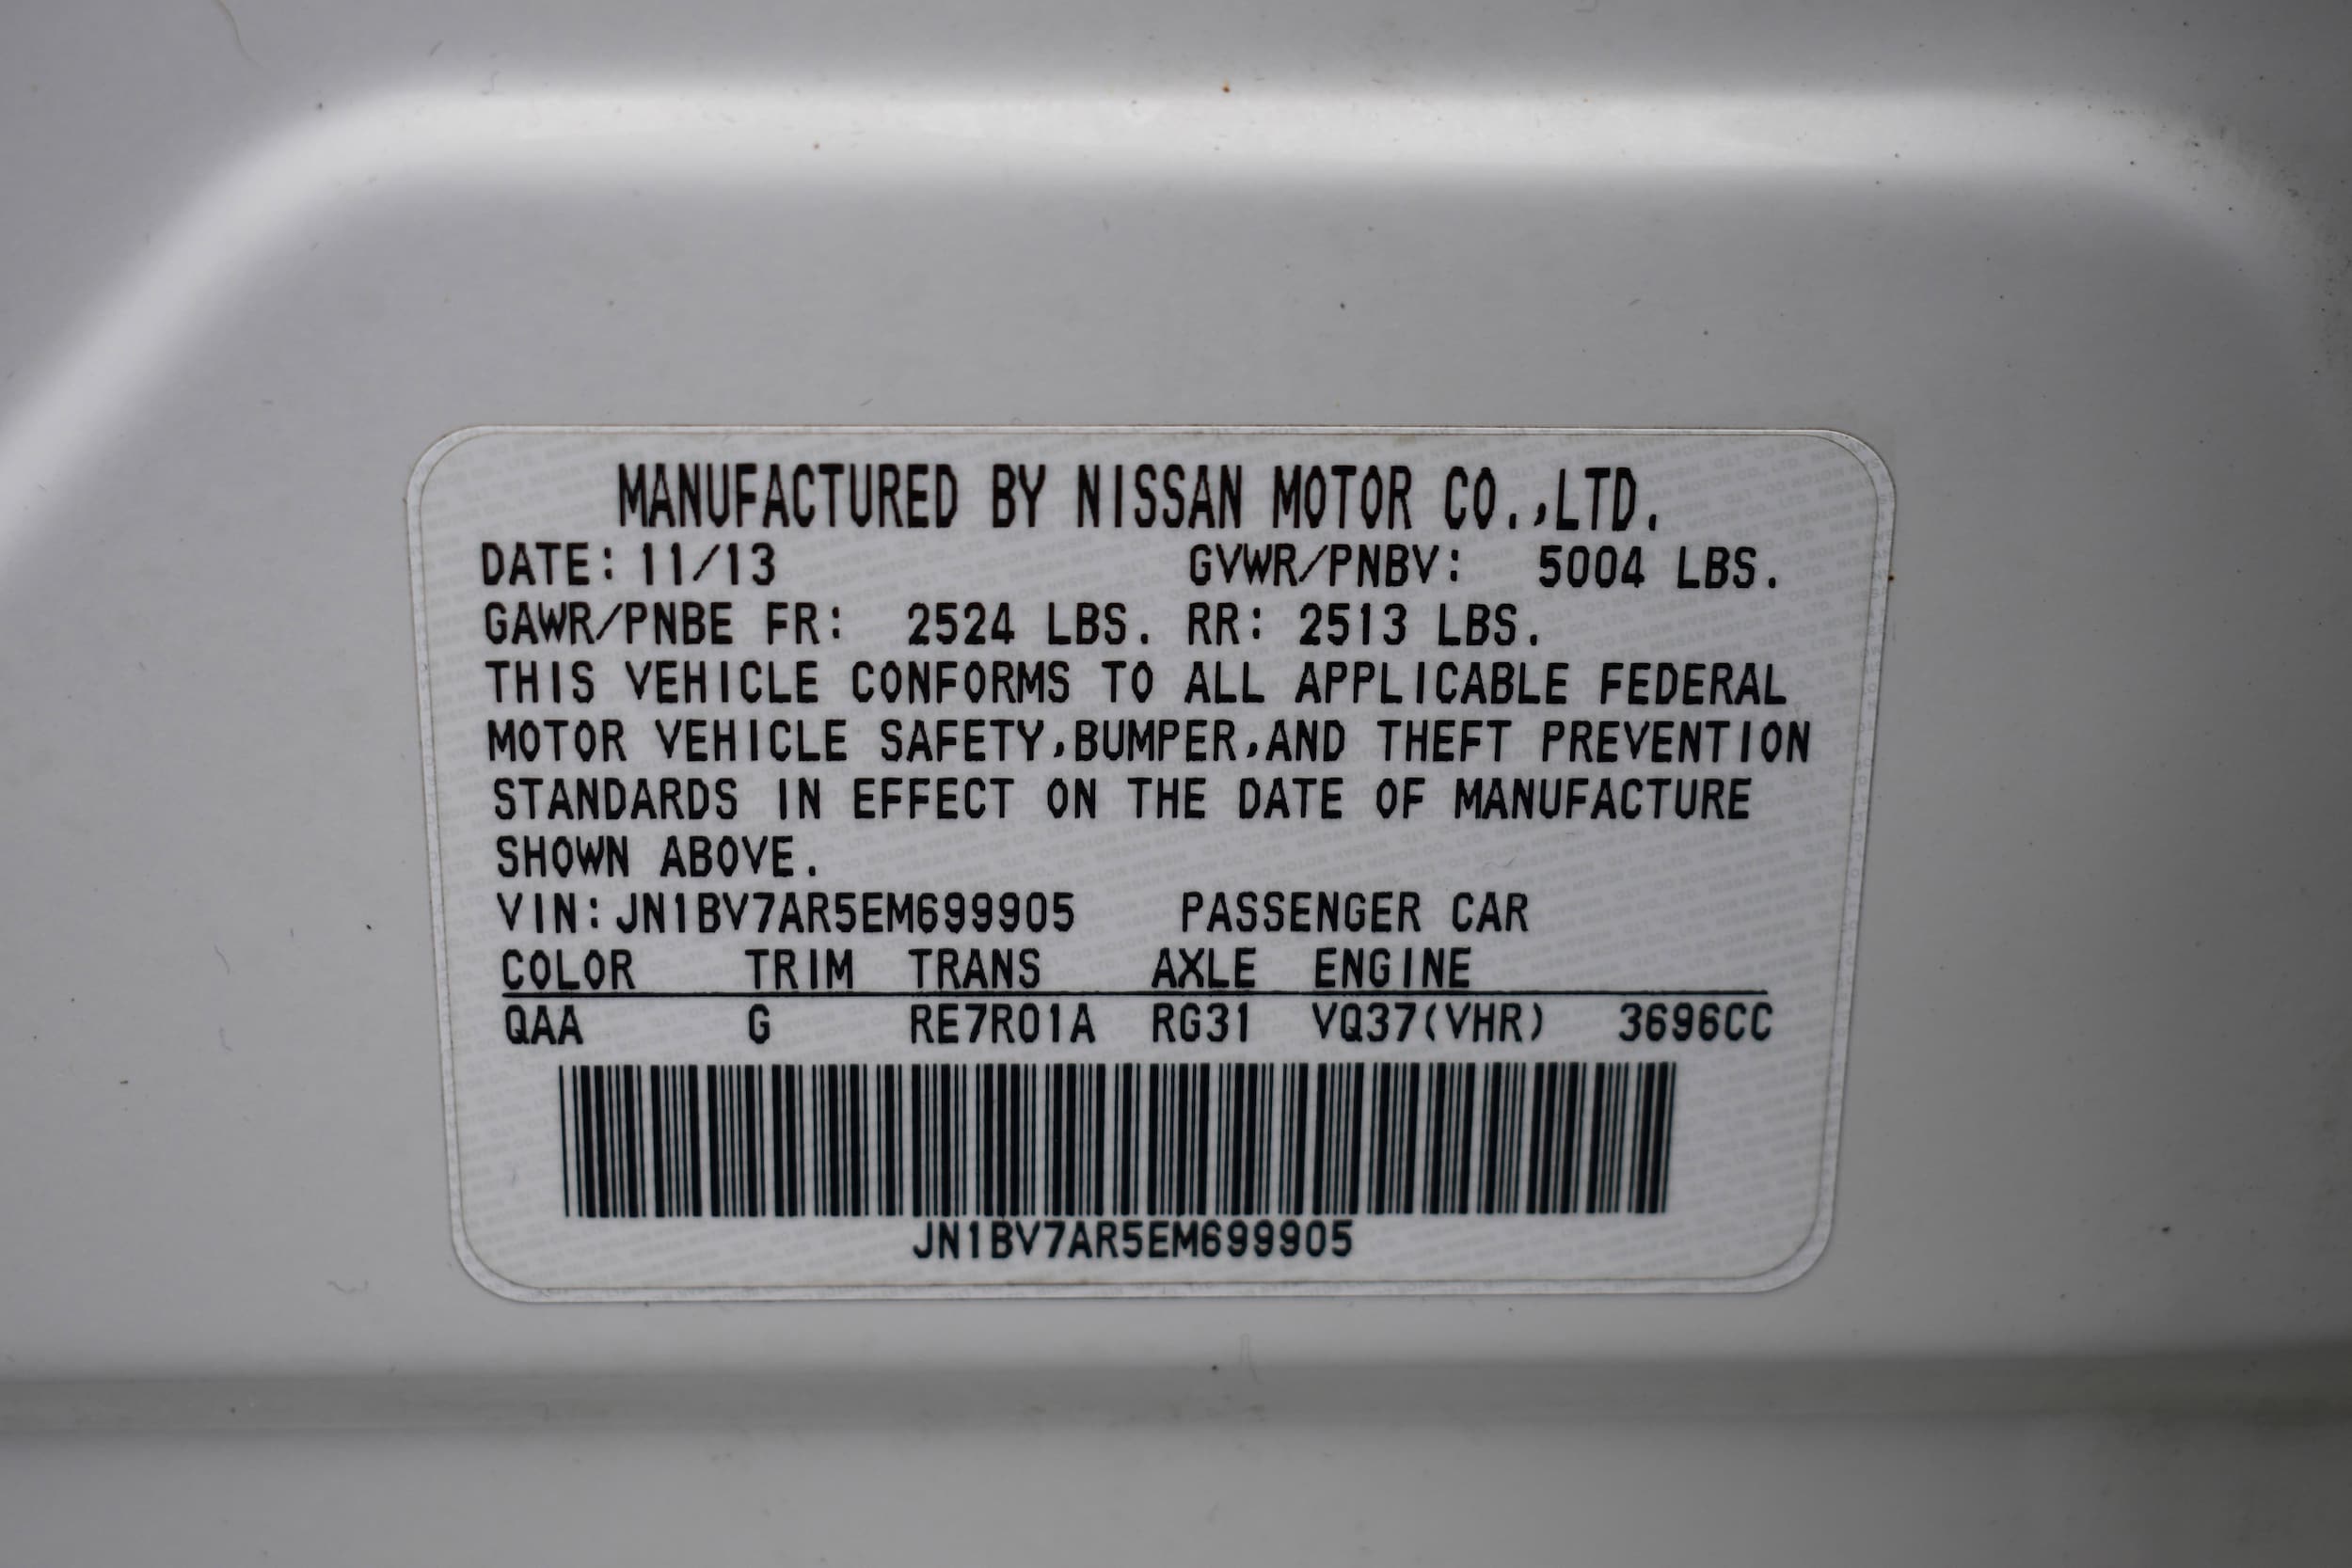 MANUFACTURED BY NISSAN MOTOR CO.,LTD.
DATE: 11/13 GVWR/PNBV: 5004 LBS.
GAWR/PNBE FR: 2524 LBS. RR: 2513 LBS.
THIS VEHICLE CONFORMS TO ALL APPLICABLE FEDERAL
MOTOR VEHICLE SAFETY,BUMPER,AND THEFT PREVENTION
STANDARDS IN EFFECT ON THE DATE OF MANUFACTURE
SHOWN ABOVE.
VIN:JN1BV7AR5EM699905 PASSENGER CAR
COLOR TRIM TRANS AXLE ENGINE
QAA G RE7R01A RG31 VQ37(VHR) 3696CC
JN1BV7AR5EM699905